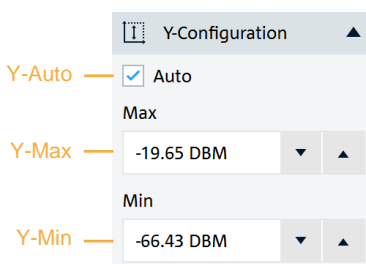 Y-Configuration
Y-Auto Auto
Max
Y-Max -19.65 DBM
Min
Y-Min -66.43 DBM